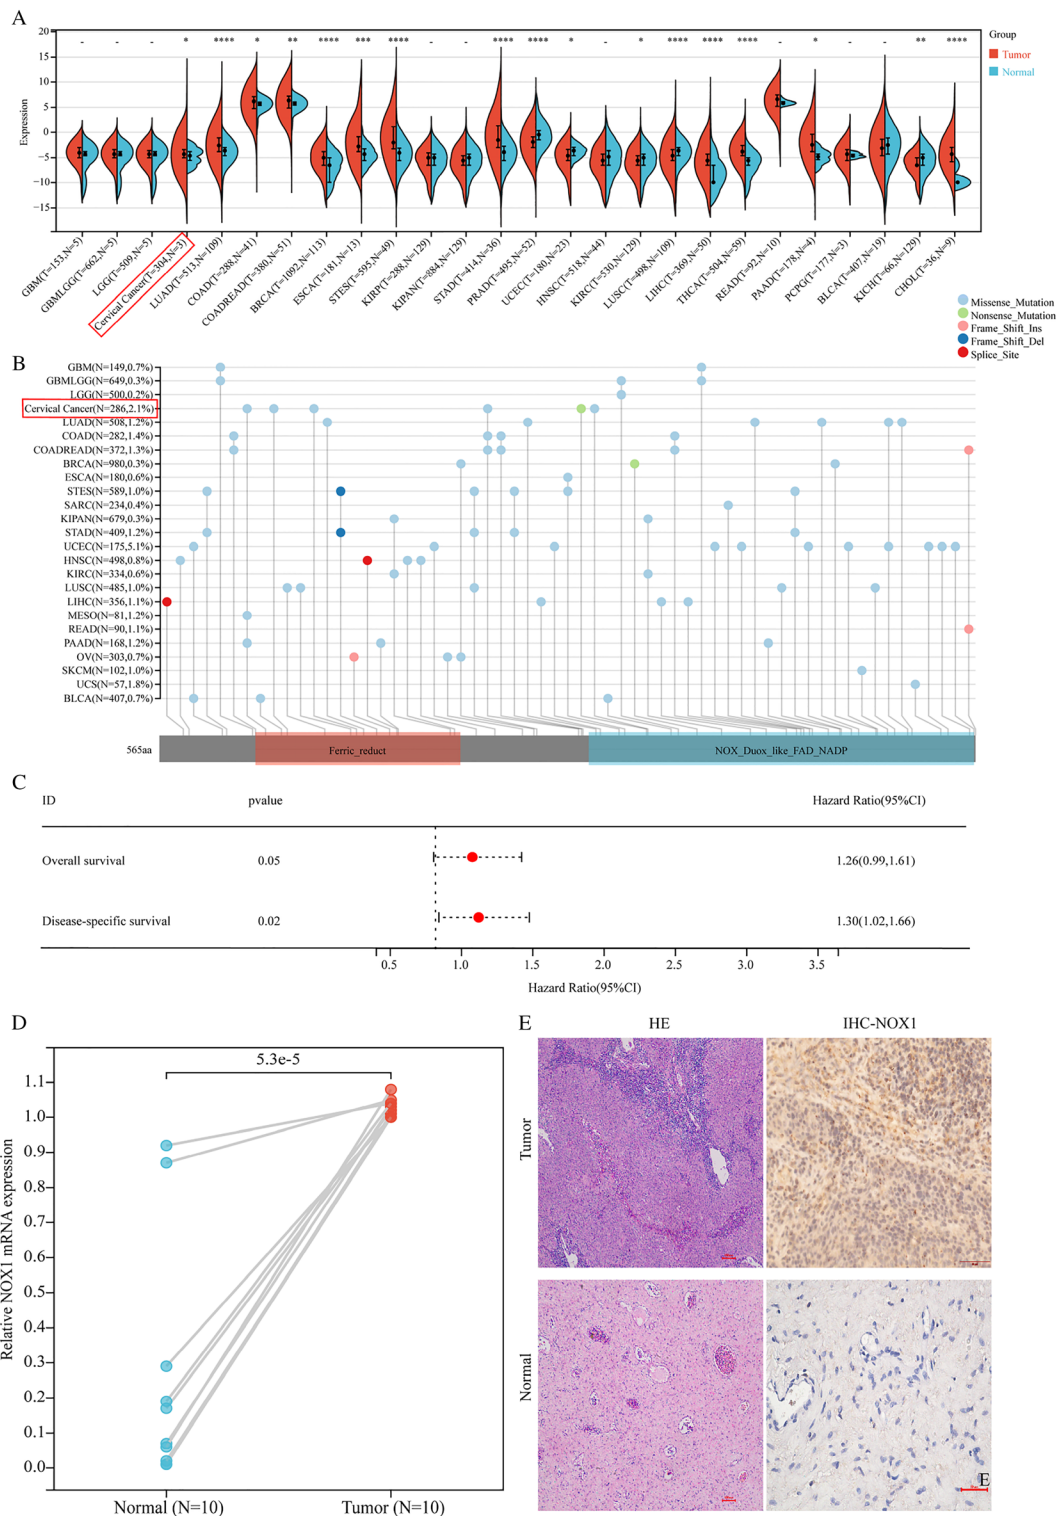 A
20
15
10
5
0
−5
−10
−15
Expression
- - - * **** * ** **** *** **** - - **** **** * - * **** **** **** - * - - ** ****
Group
Tumor
Normal
GBM(T=153,N=5)
GBMLGG(T=662,N=5)
LGG(T=509,N=5)
Cervical Cancer(T=304,N=3)
LUAD(T=513,N=109)
COAD(T=288,N=41)
COADREAD(T=380,N=51)
BRCA(T=1092,N=113)
ESCA(T=181,N=13)
STES(T=595,N=49)
KIRP(T=288,N=129)
KIPAN(T=884,N=129)
STAD(T=414,N=36)
PRAD(T=495,N=52)
UCEC(T=180,N=23)
HNSC(T=518,N=44)
KIRC(T=530,N=129)
LUSC(T=498,N=109)
LIHC(T=369,N=50)
THCA(T=504,N=59)
READ(T=92,N=10)
PAAD(T=178,N=4)
PCPG(T=177,N=3)
BLCA(T=407,N=19)
KICH(T=66,N=129)
CHOL(T=36,N=9)
Missense_Mutation
Nonsense_Mutation
Frame_Shift_Ins
Frame_Shift_Del
Splice_Site
B
GBM(N=149,0.7%)
GBMLGG(N=649,0.3%)
LGG(N=500,0.2%)
Cervical Cancer(N=286,2.1%)
LUAD(N=508,1.2%)
COAD(N=282,1.4%)
COADREAD(N=372,1.3%)
BRCA(N=980,0.3%)
ESCA(N=180,0.6%)
STES(N=589,1.0%)
SARC(N=234,0.4%)
KIPAN(N=679,0.3%)
STAD(N=409,1.2%)
UCEC(N=175,5.1%)
HNSC(N=498,0.8%)
KIRC(N=334,0.6%)
LUSC(N=485,1.0%)
LIHC(N=356,1.1%)
MESO(N=81,1.2%)
READ(N=90,1.1%)
PAAD(N=168,1.2%)
OV(N=303,0.7%)
SKCM(N=102,1.0%)
UCS(N=57,1.8%)
BLCA(N=407,0.7%)
565aa
Ferric_reduct
NOX_Duox_like_FAD_NADP
C
ID pvalue Hazard Ratio(95%CI)
Overall survival 0.05 1.26(0.99,1.61)
Disease-specific survival 0.02 1.30(1.02,1.66)
0.5 1.0 1.5 2.0 2.5 3.0 3.5
Hazard Ratio(95%CI)
D
5.3e-5
1.1
1.0
0.9
0.8
0.7
0.6
0.5
0.4
0.3
0.2
0.1
0.0
Relative NOX1 mRNA expression
Normal (N=10) Tumor (N=10)
E
HE IHC-NOX1
Tumor
Normal
E